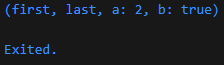 (first, last, a: 2, b: true)
Exited.